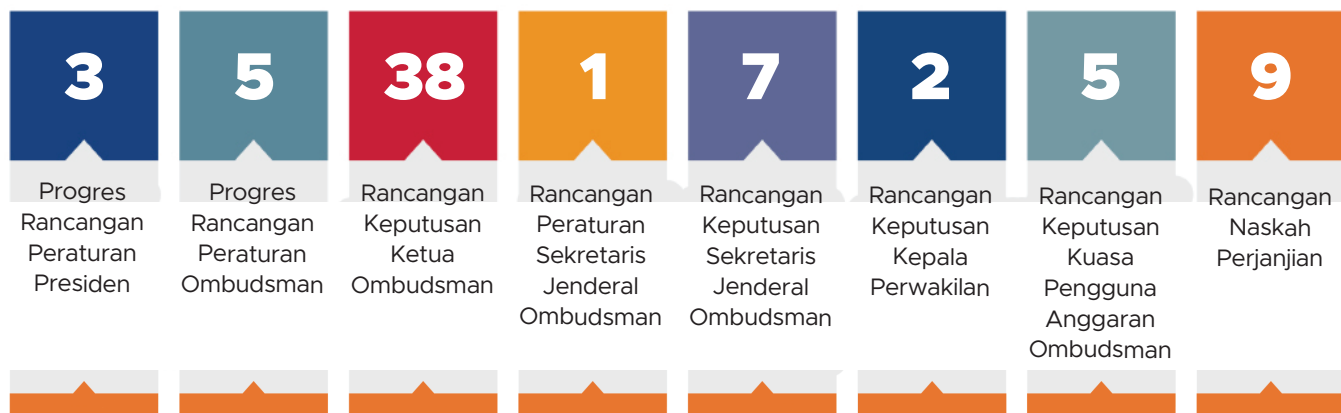 3
Progres
Rancangan
Peraturan
Presiden
5
Progres
Rancangan
Peraturan
Ombudsman
38
Rancangan
Keputusan
Ketua
Ombudsman
1
Rancangan
Peraturan
Sekretaris
Jenderal
Ombudsman
7
Rancangan
Keputusan
Sekretaris
Jenderal
Ombudsman
2
Rancangan
Keputusan
Kepala
Perwakilan
5
Rancangan
Keputusan
Kuasa
Pengguna
Anggaran
Ombudsman
9
Rancangan
Naskah
Perjanjian